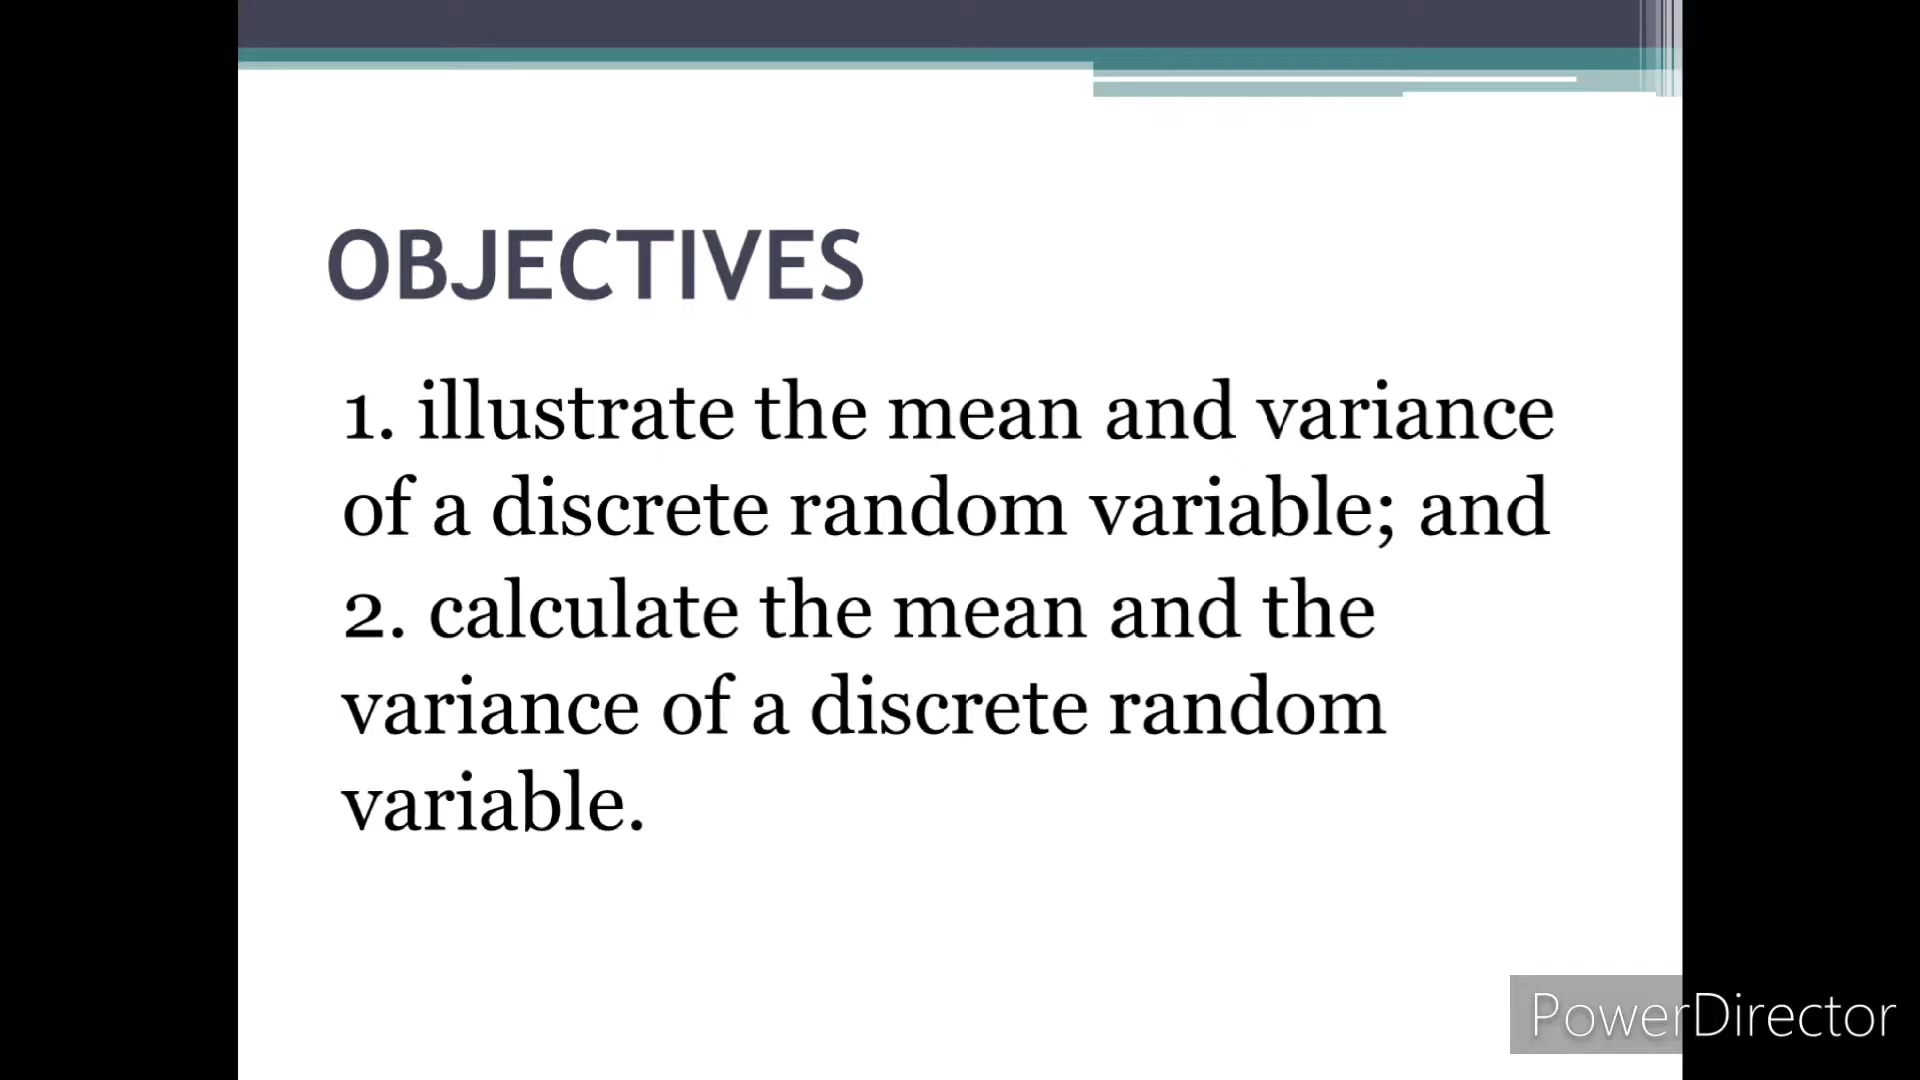 OBJECTIVES
1. illustrate the mean and variance
of a discrete random variable; and
2. calculate the mean and the
variance of a discrete random
variable.
PowerDirector